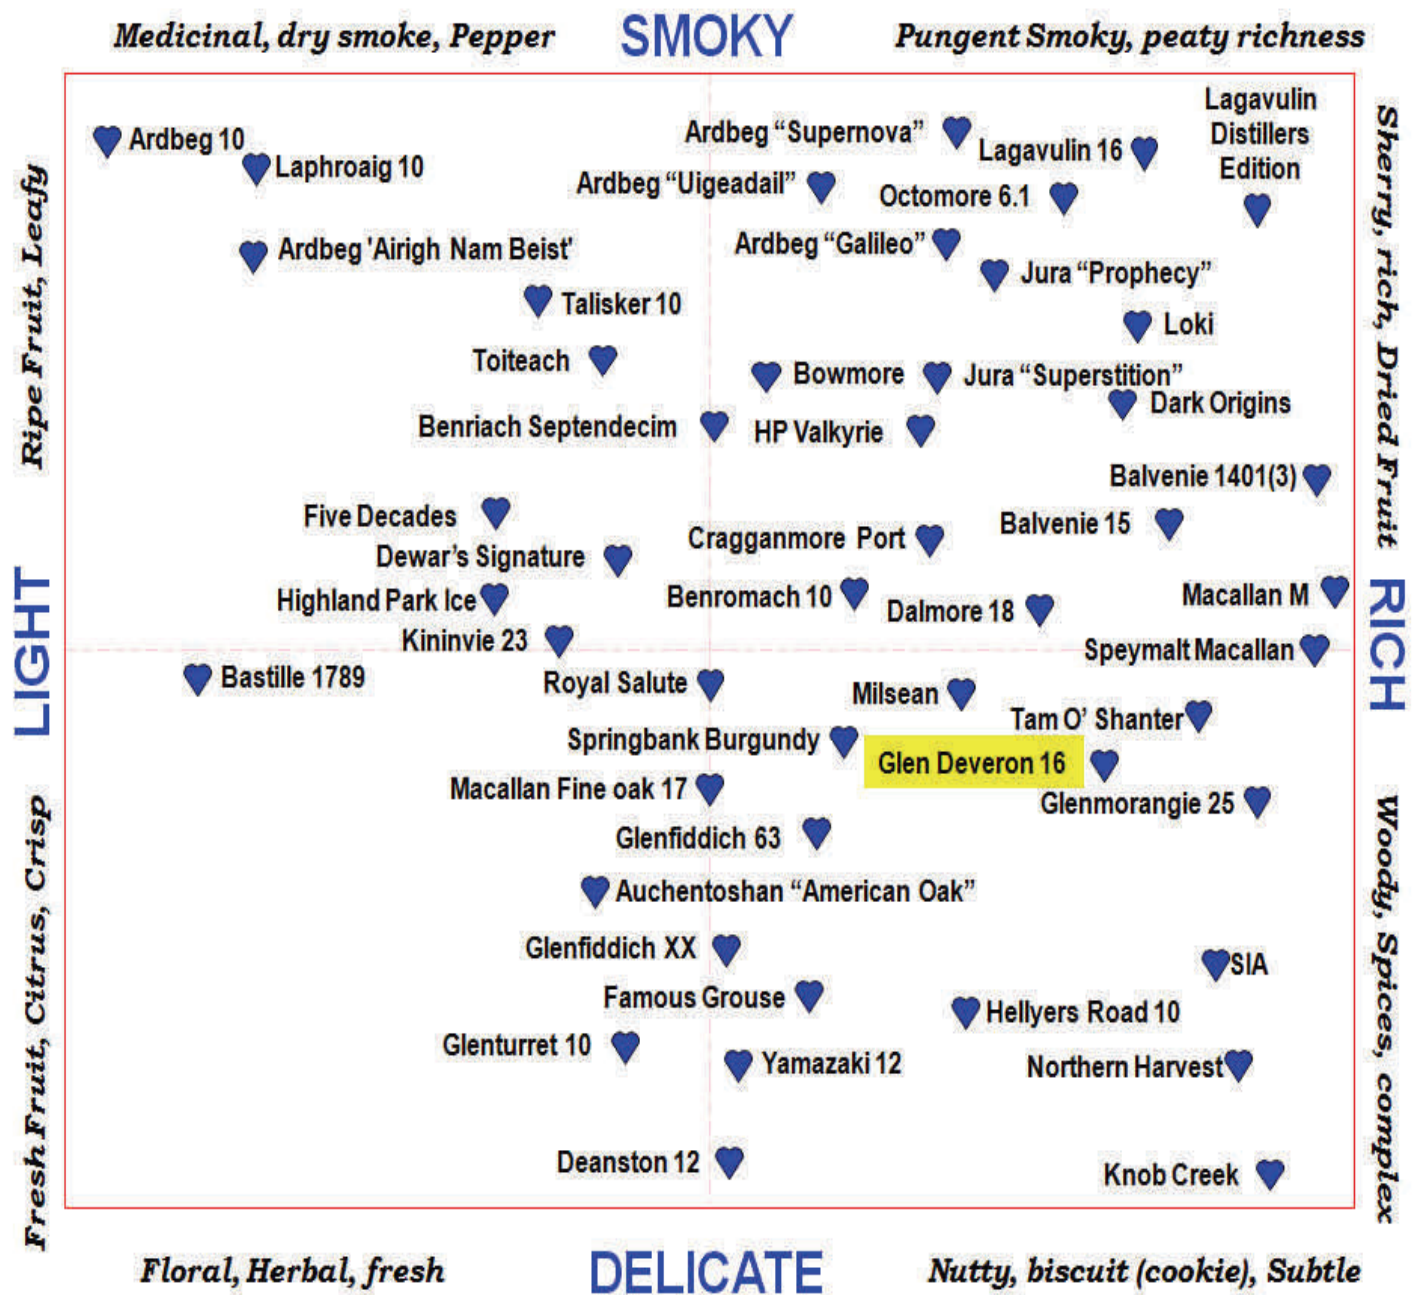 Medicinal, dry smoke, Pepper
SMOKY
Pungent Smoky, peaty richness
Ripe Fruit, Leafy
LIGHT
Fresh Fruit, Citrus, Crisp
Sherry, rich, Dried Fruit
RICH
Woody, Spices, complex
Lagavulin
Distillers
Edition
Ardbeg 10
Ardbeg “Supernova”
Lagavulin 16
Laphroaig 10
Ardbeg “Uigeadail”
Octomore 6.1
Ardbeg 'Airigh Nam Beist'
Ardbeg “Galileo”
Jura “Prophecy”
Talisker 10
Loki
Toiteach
Bowmore
Jura “Superstition”
Dark Origins
Benriach Septendecim
HP Valkyrie
Balvenie 1401(3)
Five Decades
Balvenie 15
Cragganmore Port
Dewar’s Signature
Highland Park Ice
Benromach 10
Dalmore 18
Macallan M
Kininvie 23
Speymalt Macallan
Bastille 1789
Royal Salute
Milsean
Tam O’ Shanter
Springbank Burgundy
Glen Deveron 16
Macallan Fine oak 17
Glenmorangie 25
Glenfiddich 63
Auchentoshan “American Oak”
Glenfiddich XX
SIA
Famous Grouse
Hellyers Road 10
Glenturret 10
Yamazaki 12
Northern Harvest
Deanston 12
Knob Creek
Floral, Herbal, fresh
DELICATE
Nutty, biscuit (cookie), Subtle